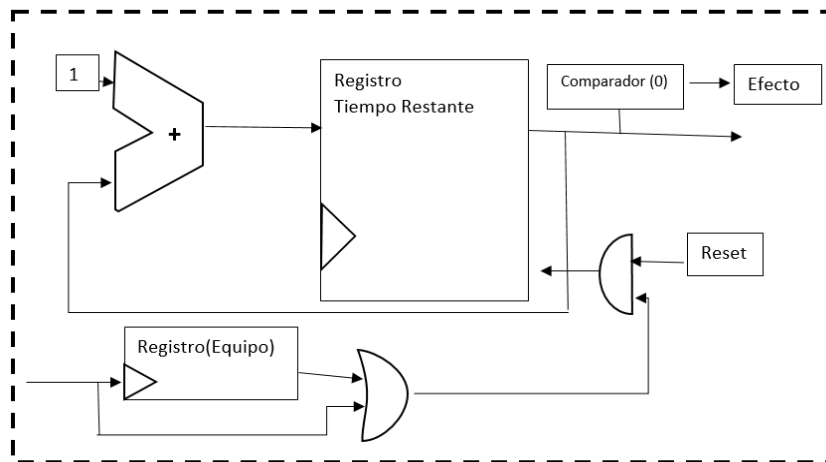 1
+
Registro
Tiempo Restante
Comparador (0)
Efecto
Reset
Registro(Equipo)